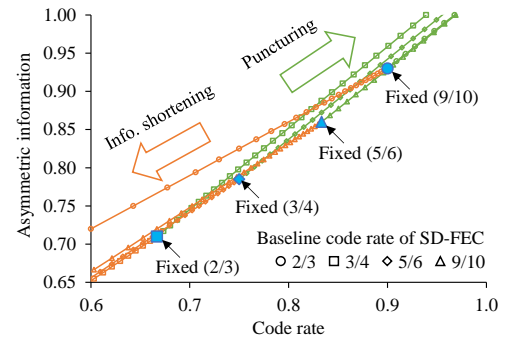 Asymmetric information
1.00
0.95
0.90
0.85
0.80
0.75
0.70
0.65
Puncturing
Info. shortening
Fixed (9/10)
Fixed (5/6)
Fixed (3/4)
Fixed (2/3)
Baseline code rate of SD-FEC
2/3 3/4 5/6 9/10
0.6 0.7 0.8 0.9 1.0
Code rate